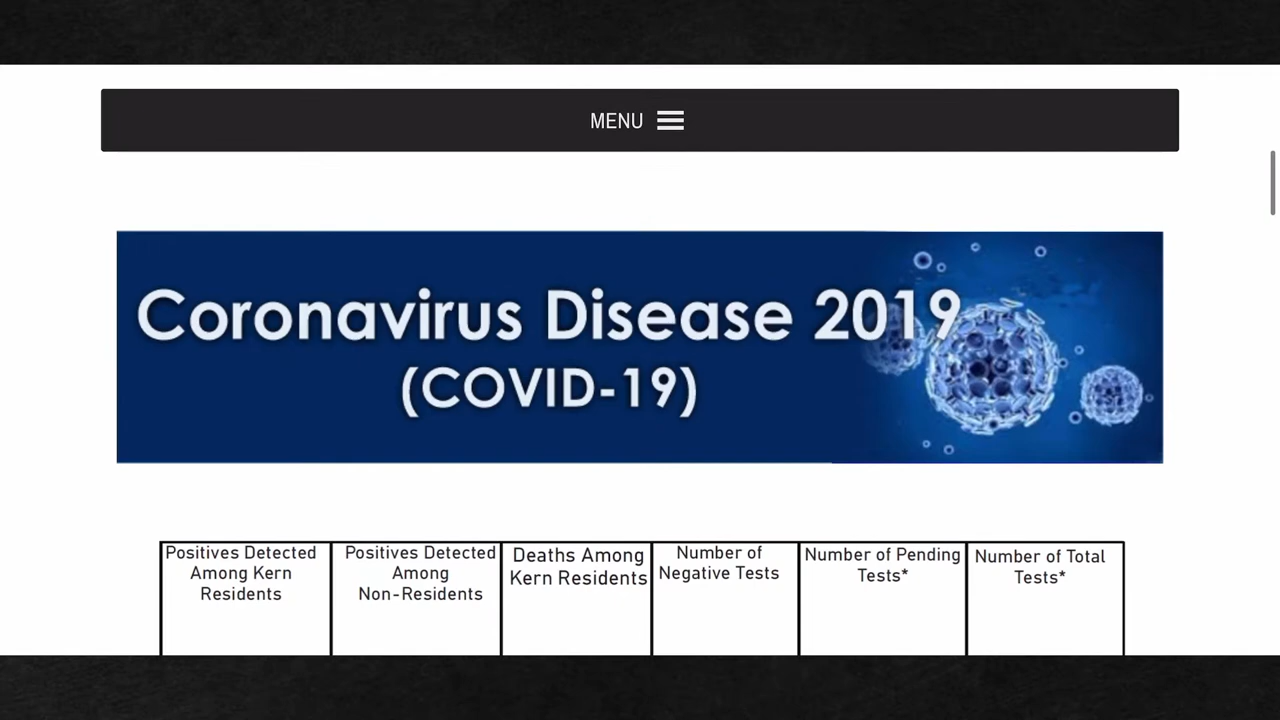 MENU
Coronavirus Disease 2019
(COVID-19)
Positives Detected
Among Kern
Residents
Positives Detected
Among
Non-Residents
Deaths Among
Kern Residents
Number of
Negative Tests
Number of Pending
Tests*
Number of Total
Tests*